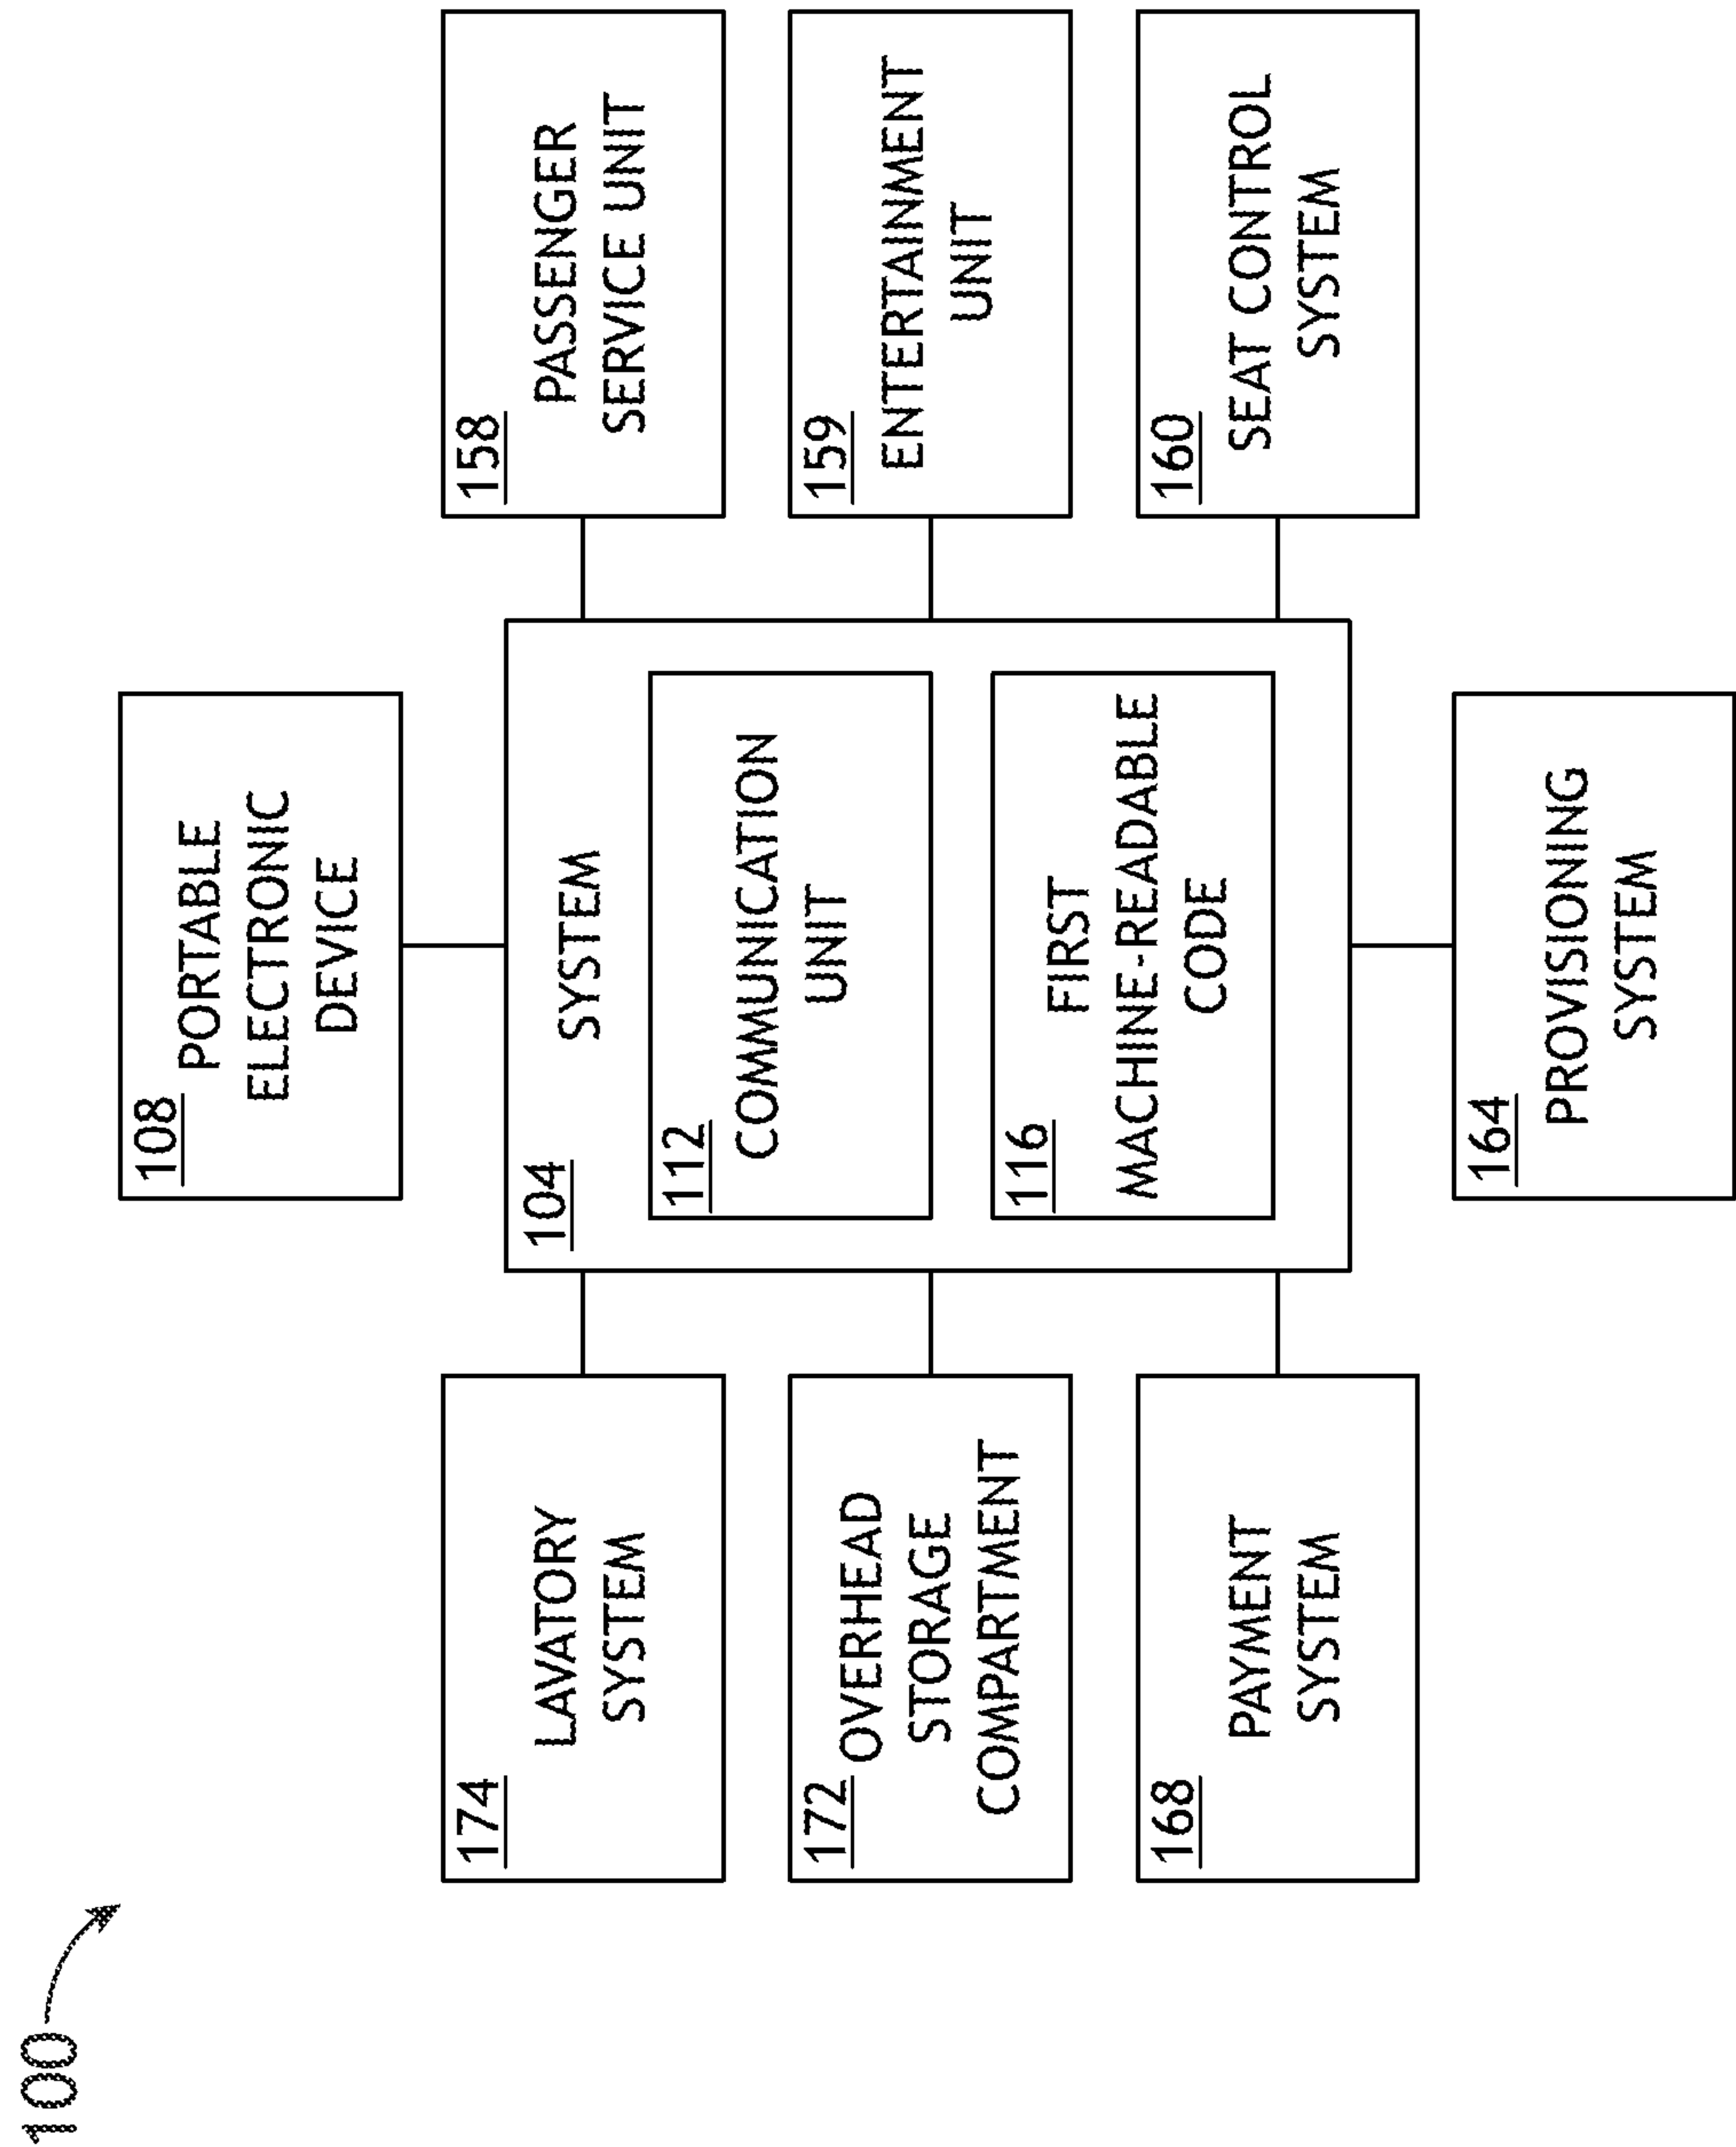 100
108
PORTABLE
ELECTRONIC
DEVICE
174
LAVATORY
SYSTEM
104
SYSTEM
158
PASSENGER
SERVICE UNIT
112
COMMUNICATION
UNIT
172
OVERHEAD
STORAGE
COMPARTMENT
159
ENTERTAINMENT
UNIT
116
FIRST
MACHINE-READABLE
CODE
168
PAYMENT
SYSTEM
160
SEAT CONTROL
SYSTEM
164
PROVISIONING
SYSTEM